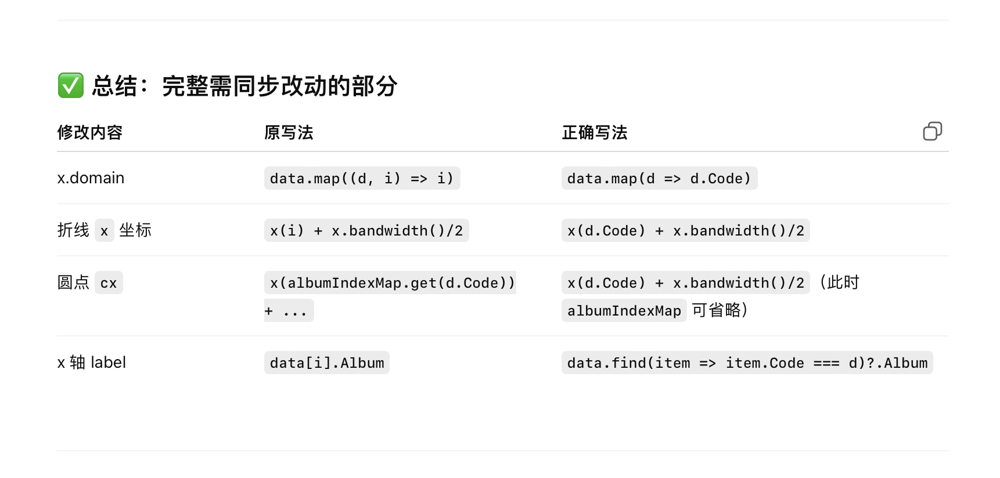 ✅ 总结：完整需同步改动的部分
修改内容 原写法 正确写法
x.domain data.map((d, i) => i) data.map(d => d.Code)
折线 x 坐标 x(i) + x.bandwidth()/2 x(d.Code) + x.bandwidth()/2
圆点 cx x(albumIndexMap.get(d.Code)) x(d.Code) + x.bandwidth()/2（此时
+ ... albumIndexMap 可省略）
x 轴 label data[i].Album data.find(item => item.Code === d)?.Album